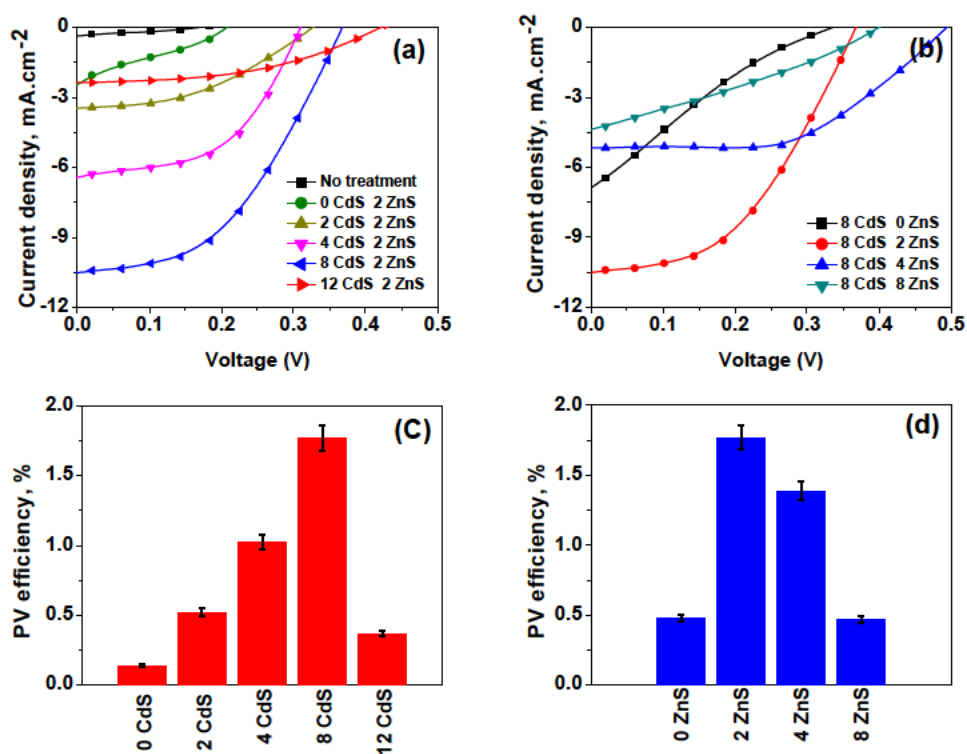 (a)
0
-3
-6
-9
-12
0.0 0.1 0.2 0.3 0.4 0.5
Current density, mA.cm-2
Voltage (V)
No treatment
0 CdS 2 ZnS
2 CdS 2 ZnS
4 CdS 2 ZnS
8 CdS 2 ZnS
12 CdS 2 ZnS
(b)
0
-3
-6
-9
-12
0.0 0.1 0.2 0.3 0.4 0.5
Current density, mA.cm-2
Voltage (V)
8 CdS 0 ZnS
8 CdS 2 ZnS
8 CdS 4 ZnS
8 CdS 8 ZnS
(C)
2.0
1.5
1.0
0.5
0.0
PV efficiency, %
0 CdS
2 CdS
4 CdS
8 CdS
12 CdS
(d)
2.0
1.5
1.0
0.5
0.0
PV efficiency, %
0 ZnS
2 ZnS
4 ZnS
8 ZnS